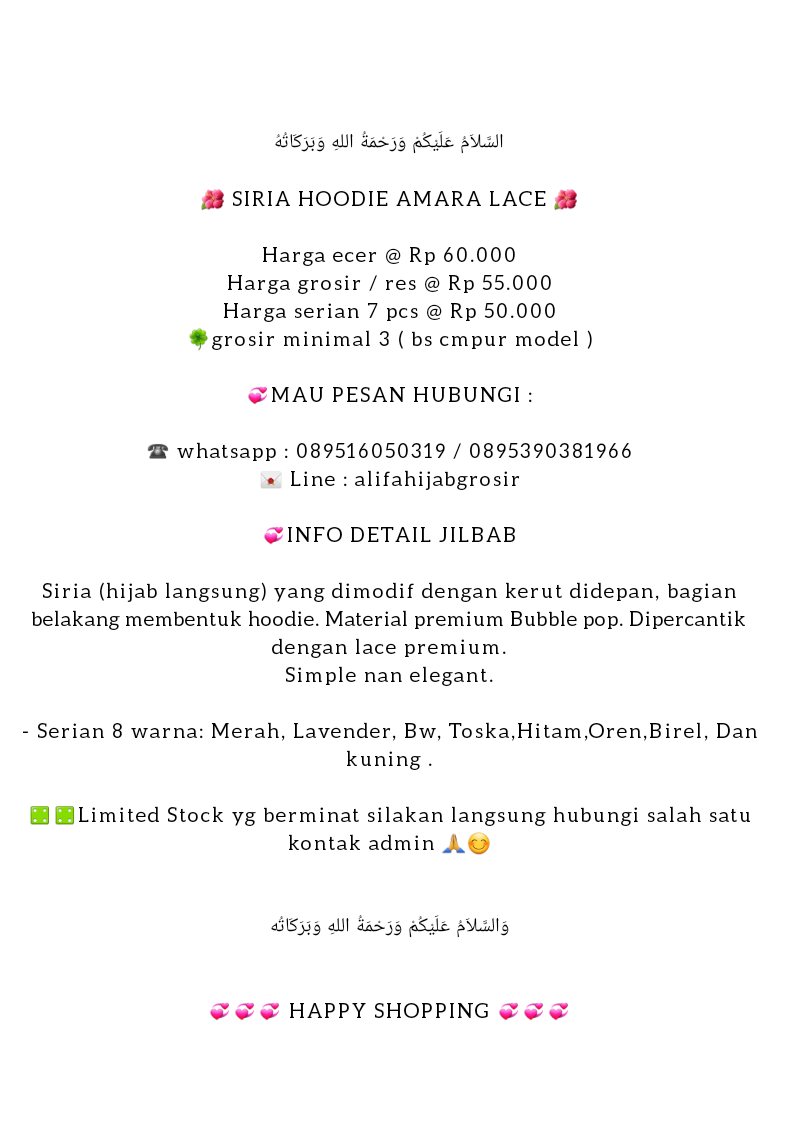 السَّلاَمُ عَلَيْكُمْ وَرَحْمَةُ اللهِ وَبَرَكَاتُهُ
🌺 SIRIA HOODIE AMARA LACE 🌺
Harga ecer @ Rp 60.000
Harga grosir / res @ Rp 55.000
Harga serian 7 pcs @ Rp 50.000
🍀grosir minimal 3 ( bs cmpur model )
💞MAU PESAN HUBUNGI :
☎ whatsapp : 089516050319 / 0895390381966
💌 Line : alifahijabgrosir
💞INFO DETAIL JILBAB
Siria (hijab langsung) yang dimodif dengan kerut didepan, bagian
belakang membentuk hoodie. Material premium Bubble pop. Dipercantik
dengan lace premium.
Simple nan elegant.
- Serian 8 warna: Merah, Lavender, Bw, Toska,Hitam,Oren,Birel, Dan
kuning .
Limited Stock yg berminat silakan langsung hubungi salah satu
kontak admin 🙏😊
وَالسَّلاَمُ عَلَيْكُمْ وَرَحْمَةُ اللهِ وَبَرَكَاتُه
💞💞💞 HAPPY SHOPPING 💞💞💞